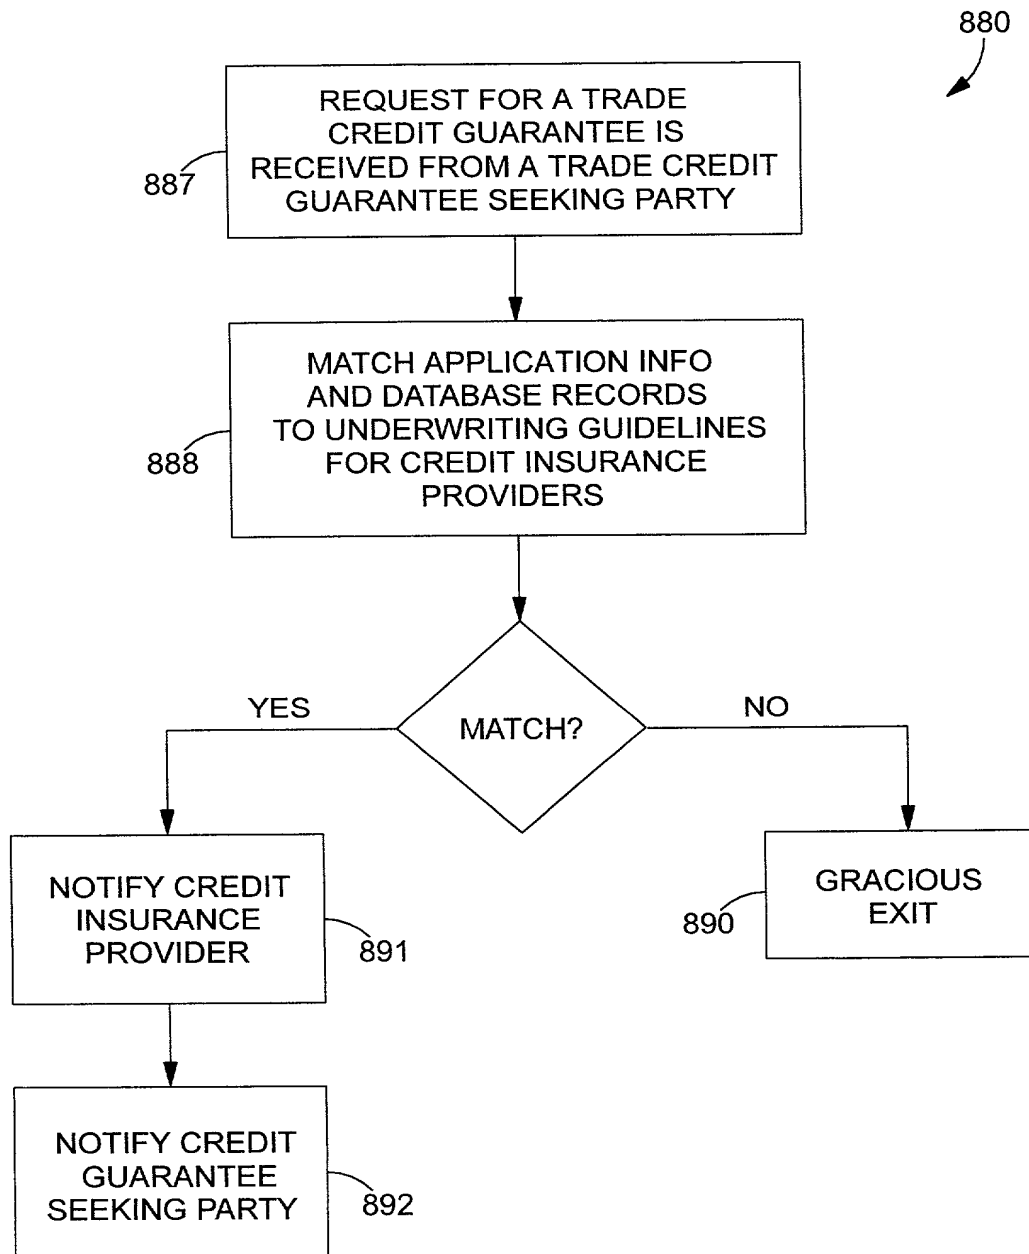 880
REQUEST FOR A TRADE
CREDIT GUARANTEE IS
RECEIVED FROM A TRADE CREDIT
GUARANTEE SEEKING PARTY
887
MATCH APPLICATION INFO
AND DATABASE RECORDS
TO UNDERWRITING GUIDELINES
FOR CREDIT INSURANCE
PROVIDERS
888
YES
MATCH?
NO
NOTIFY CREDIT
INSURANCE
PROVIDER
891
GRACIOUS
EXIT
890
NOTIFY CREDIT
GUARANTEE
SEEKING PARTY
892